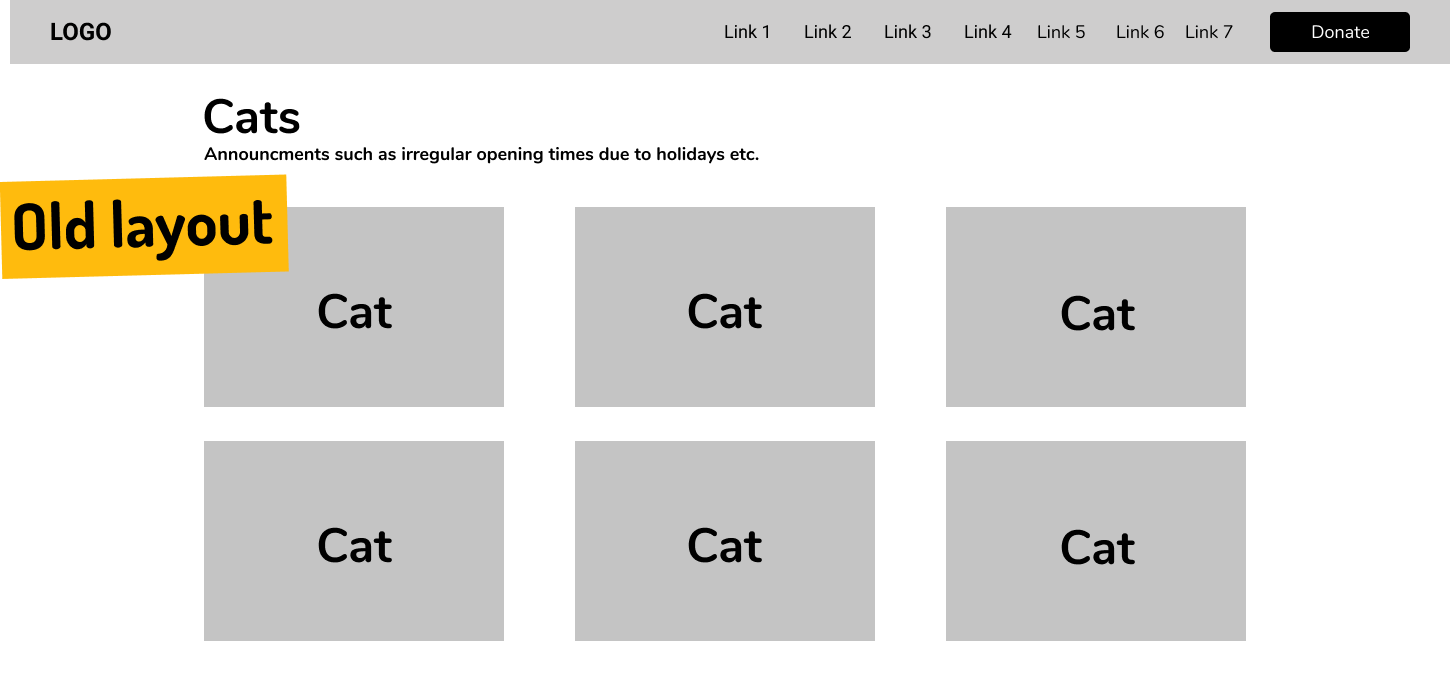 LOGO Link 1 Link 2 Link 3 Link 4 Link 5 Link 6 Link 7 Donate
Cats
Announcments such as irregular opening times due to holidays etc.
Old layout
Cat Cat Cat
Cat Cat Cat